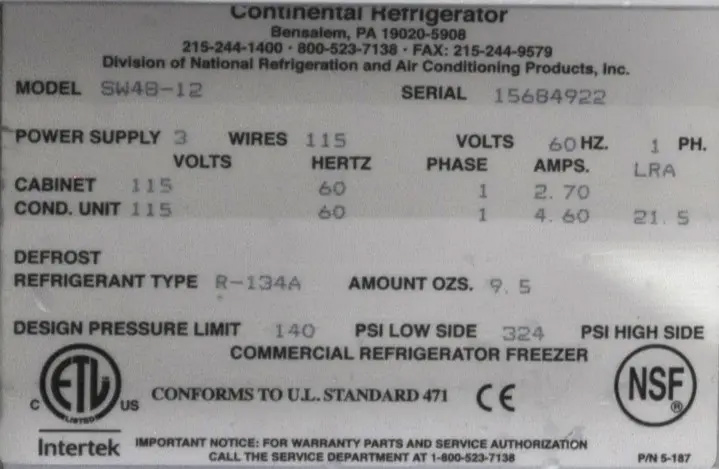 Continental Refrigerator
Bensalem, PA 19020-5908
215-244-1400 · 800-523-7138 · FAX: 215-244-9579
Division of National Refrigeration and Air Conditioning Products, Inc.
MODEL SW48-12 SERIAL 15684922
POWER SUPPLY 3 WIRES 115 VOLTS 60 HZ. 1 PH.
VOLTS HERTZ PHASE AMPS. LRA
CABINET 115 60 1 2.70
COND. UNIT 115 60 1 4.60 21.5
DEFROST
REFRIGERANT TYPE R-134A AMOUNT OZS. 9.5
DESIGN PRESSURE LIMIT 140 PSI LOW SIDE 324 PSI HIGH SIDE
COMMERCIAL REFRIGERATOR FREEZER
C ETL LISTED US CONFORMS TO U.L. STANDARD 471 CE NSF ®
Intertek IMPORTANT NOTICE: FOR WARRANTY PARTS AND SERVICE AUTHORIZATION
CALL THE SERVICE DEPARTMENT AT 1-800-523-7138 P/N 5-187